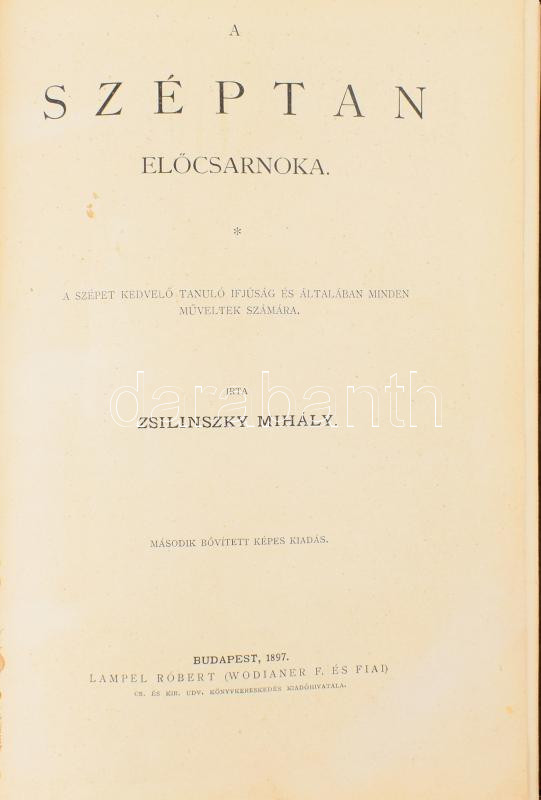 A
SZÉPTAN
ELŐCSARNOKA.
*
A SZÉPET KEDVELŐ TANULÓ IFJÚSÁG ÉS ÁLTALÁBAN MINDEN
MŰVELTEK SZÁMÁRA.
IRTA
darabanth
ZSILINSZKY MIHÁLY.
MÁSODIK BŐVÍTETT KÉPES KIADÁS.
BUDAPEST, 1897.
LAMPEL RÓBERT (WODIANER F. ÉS FIAI)
CS. ÉS KIR. UDV. KÖNYVKERESKEDÉS KIADÓHIVATALA.